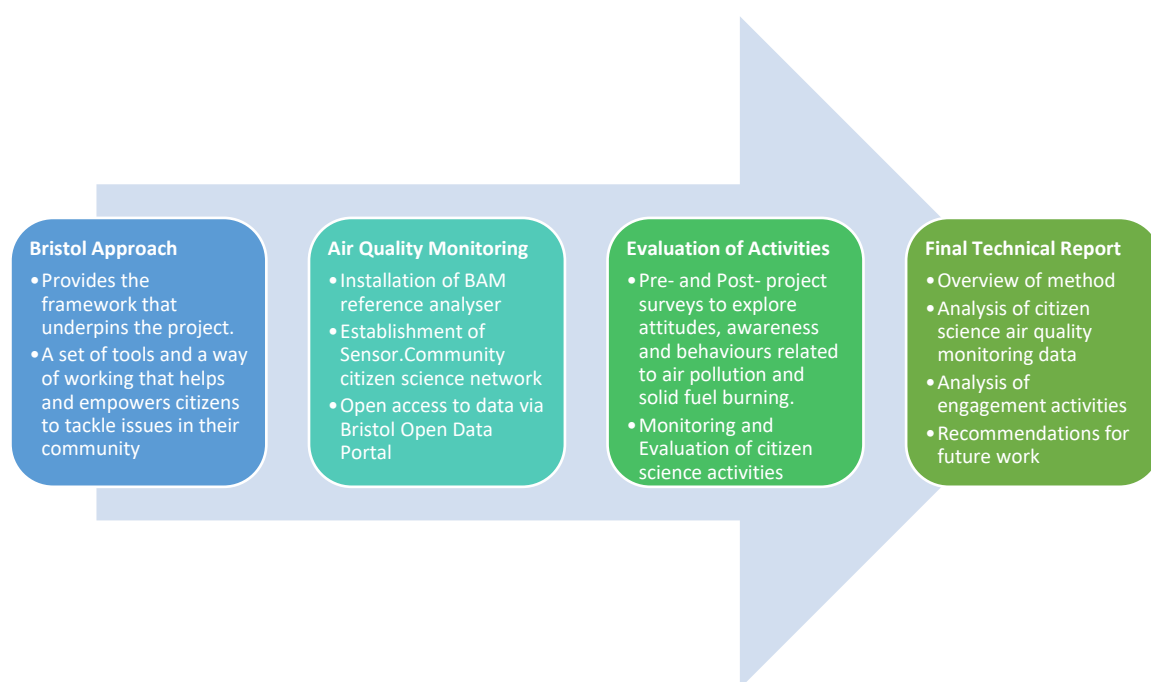 Bristol Approach
•Provides the
framework that
underpins the project.
•A set of tools and a way
of working that helps
and empowers citizens
to tackle issues in their
community
Air Quality Monitoring
•Installation of BAM
reference analyser
•Establishment of
Sensor.Community
citizen science network
•Open access to data via
Bristol Open Data
Portal
Evaluation of Activities
•Pre- and Post- project
surveys to explore
attitudes, awareness
and behaviours related
to air pollution and
solid fuel burning.
•Monitoring and
Evaluation of citizen
science activities
Final Technical Report
•Overview of method
•Analysis of citizen
science air quality
monitoring data
•Analysis of
engagement activities
•Recommendations for
future work